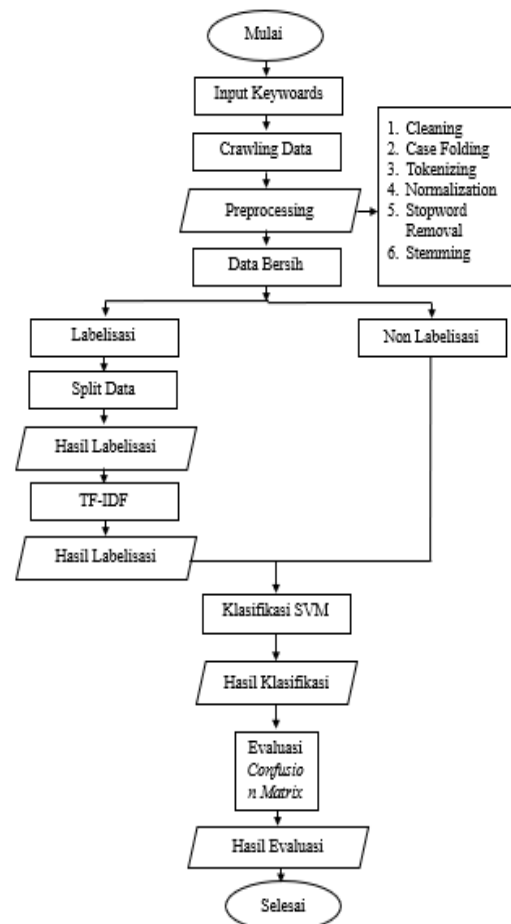 Mulai
Input Keywoards
Crawling Data
Preprocessing
1. Cleaning
2. Case Folding
3. Tokenizing
4. Normalization
5. Stopword
Removal
6. Stemming
Data Bersih
Labelisasi
Non Labelisasi
Split Data
Hasil Labelisasi
TF-IDF
Hasil Labelisasi
Klasifikasi SVM
Hasil Klasifikasi
Evaluasi
Confusio
n Matrix
Hasil Evaluasi
Selesai